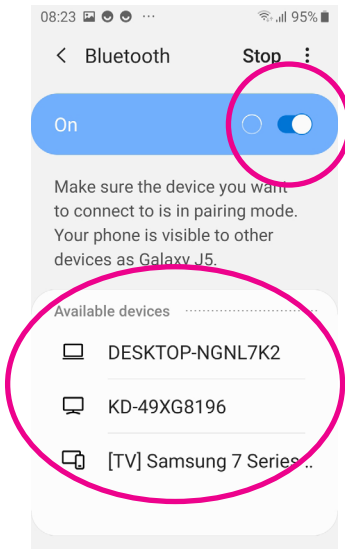 08:23 ... 95%
Bluetooth Stop
On
Make sure the device you want
to connect to is in pairing mode.
Your phone is visible to other
devices as Galaxy J5.
Available devices
DESKTOP-NGNL7K2
KD-49XG8196
[TV] Samsung 7 Series..